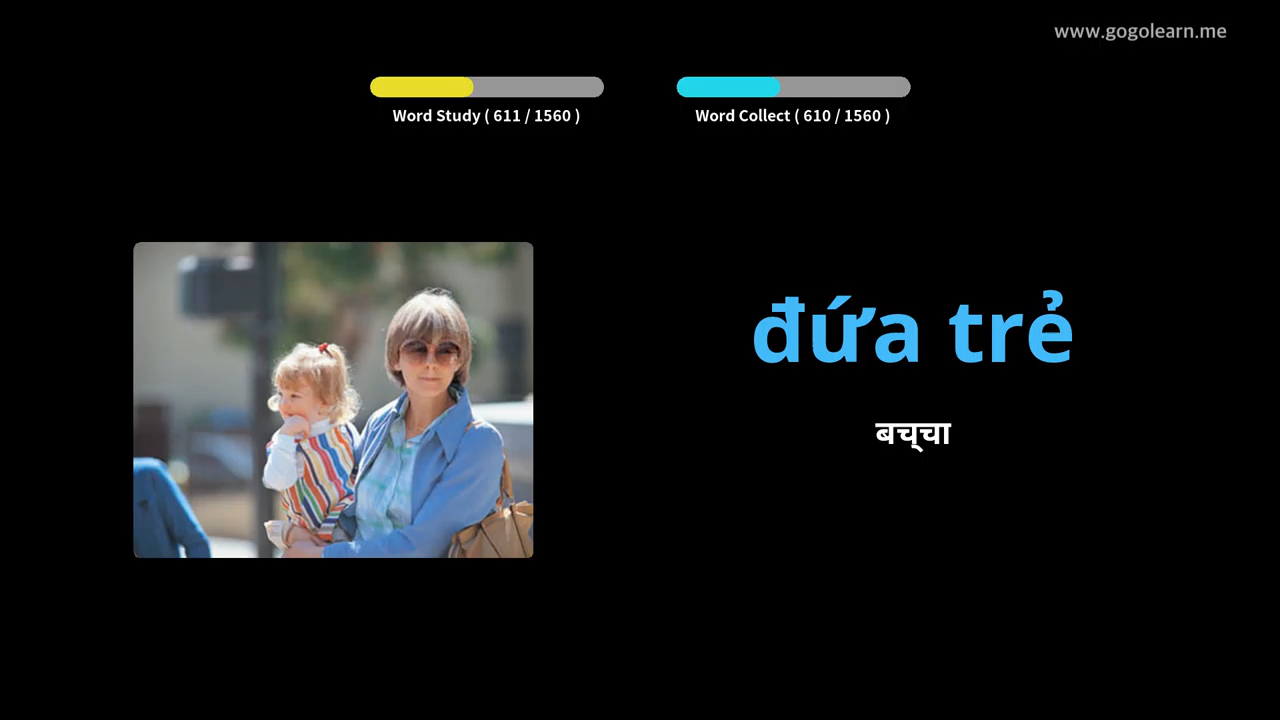 www.gogolearn.me
Word Study ( 611 / 1560 )
Word Collect ( 610 / 1560 )
đứa trẻ
बच्चा